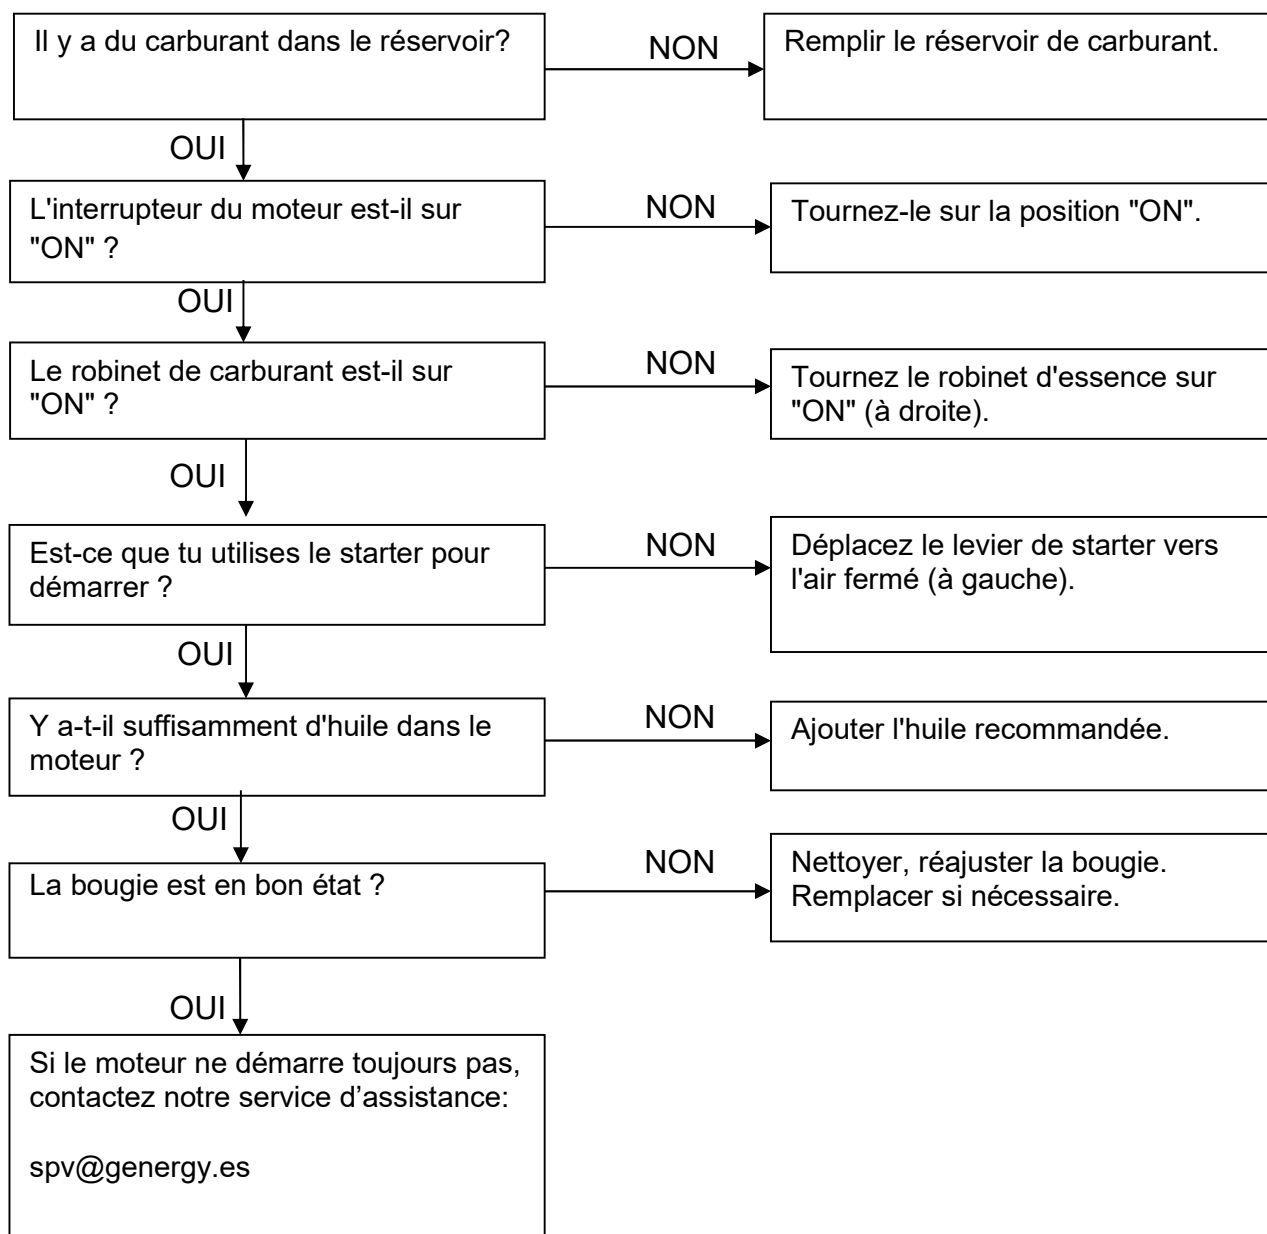 Il y a du carburant dans le réservoir?
NON
Remplir le réservoir de carburant.
OUI
L'interrupteur du moteur est-il sur
"ON" ?
NON
Tournez-le sur la position "ON".
OUI
Le robinet de carburant est-il sur
"ON" ?
NON
Tournez le robinet d'essence sur
"ON" (à droite).
OUI
Est-ce que tu utilises le starter pour
démarrer ?
NON
Déplacez le levier de starter vers
l'air fermé (à gauche).
OUI
Y a-t-il suffisamment d'huile dans le
moteur ?
NON
Ajouter l'huile recommandée.
OUI
La bougie est en bon état ?
NON
Nettoyer, réajuster la bougie.
Remplacer si nécessaire.
OUI
Si le moteur ne démarre toujours pas,
contactez notre service d’assistance:
spv@genergy.es